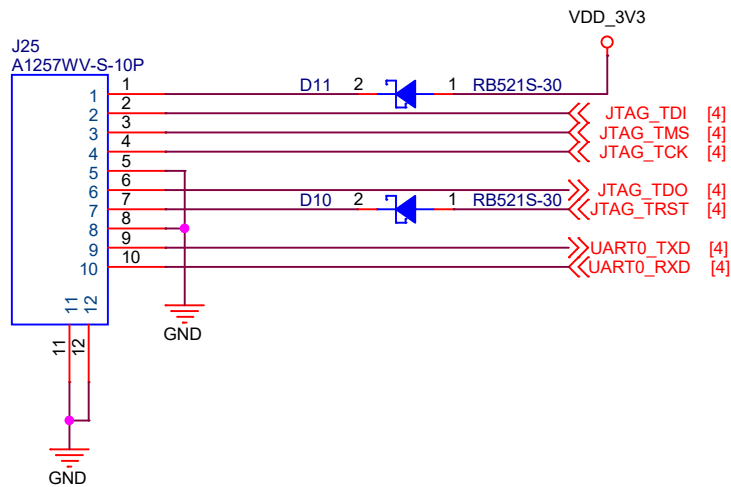 VDD_3V3
J25
A1257WV-S-10P
1 1 D11 2 1 RB521S-30
2 2 JTAG_TDI [4]
3 3 JTAG_TMS [4]
4 4 JTAG_TCK [4]
5 5
6 6 JTAG_TDO [4]
7 7 D10 2 1 RB521S-30 JTAG_TRST [4]
8 8
9 9 UART0_TXD [4]
10 10 UART0_RXD [4]
11 12
11 12
GND
GND